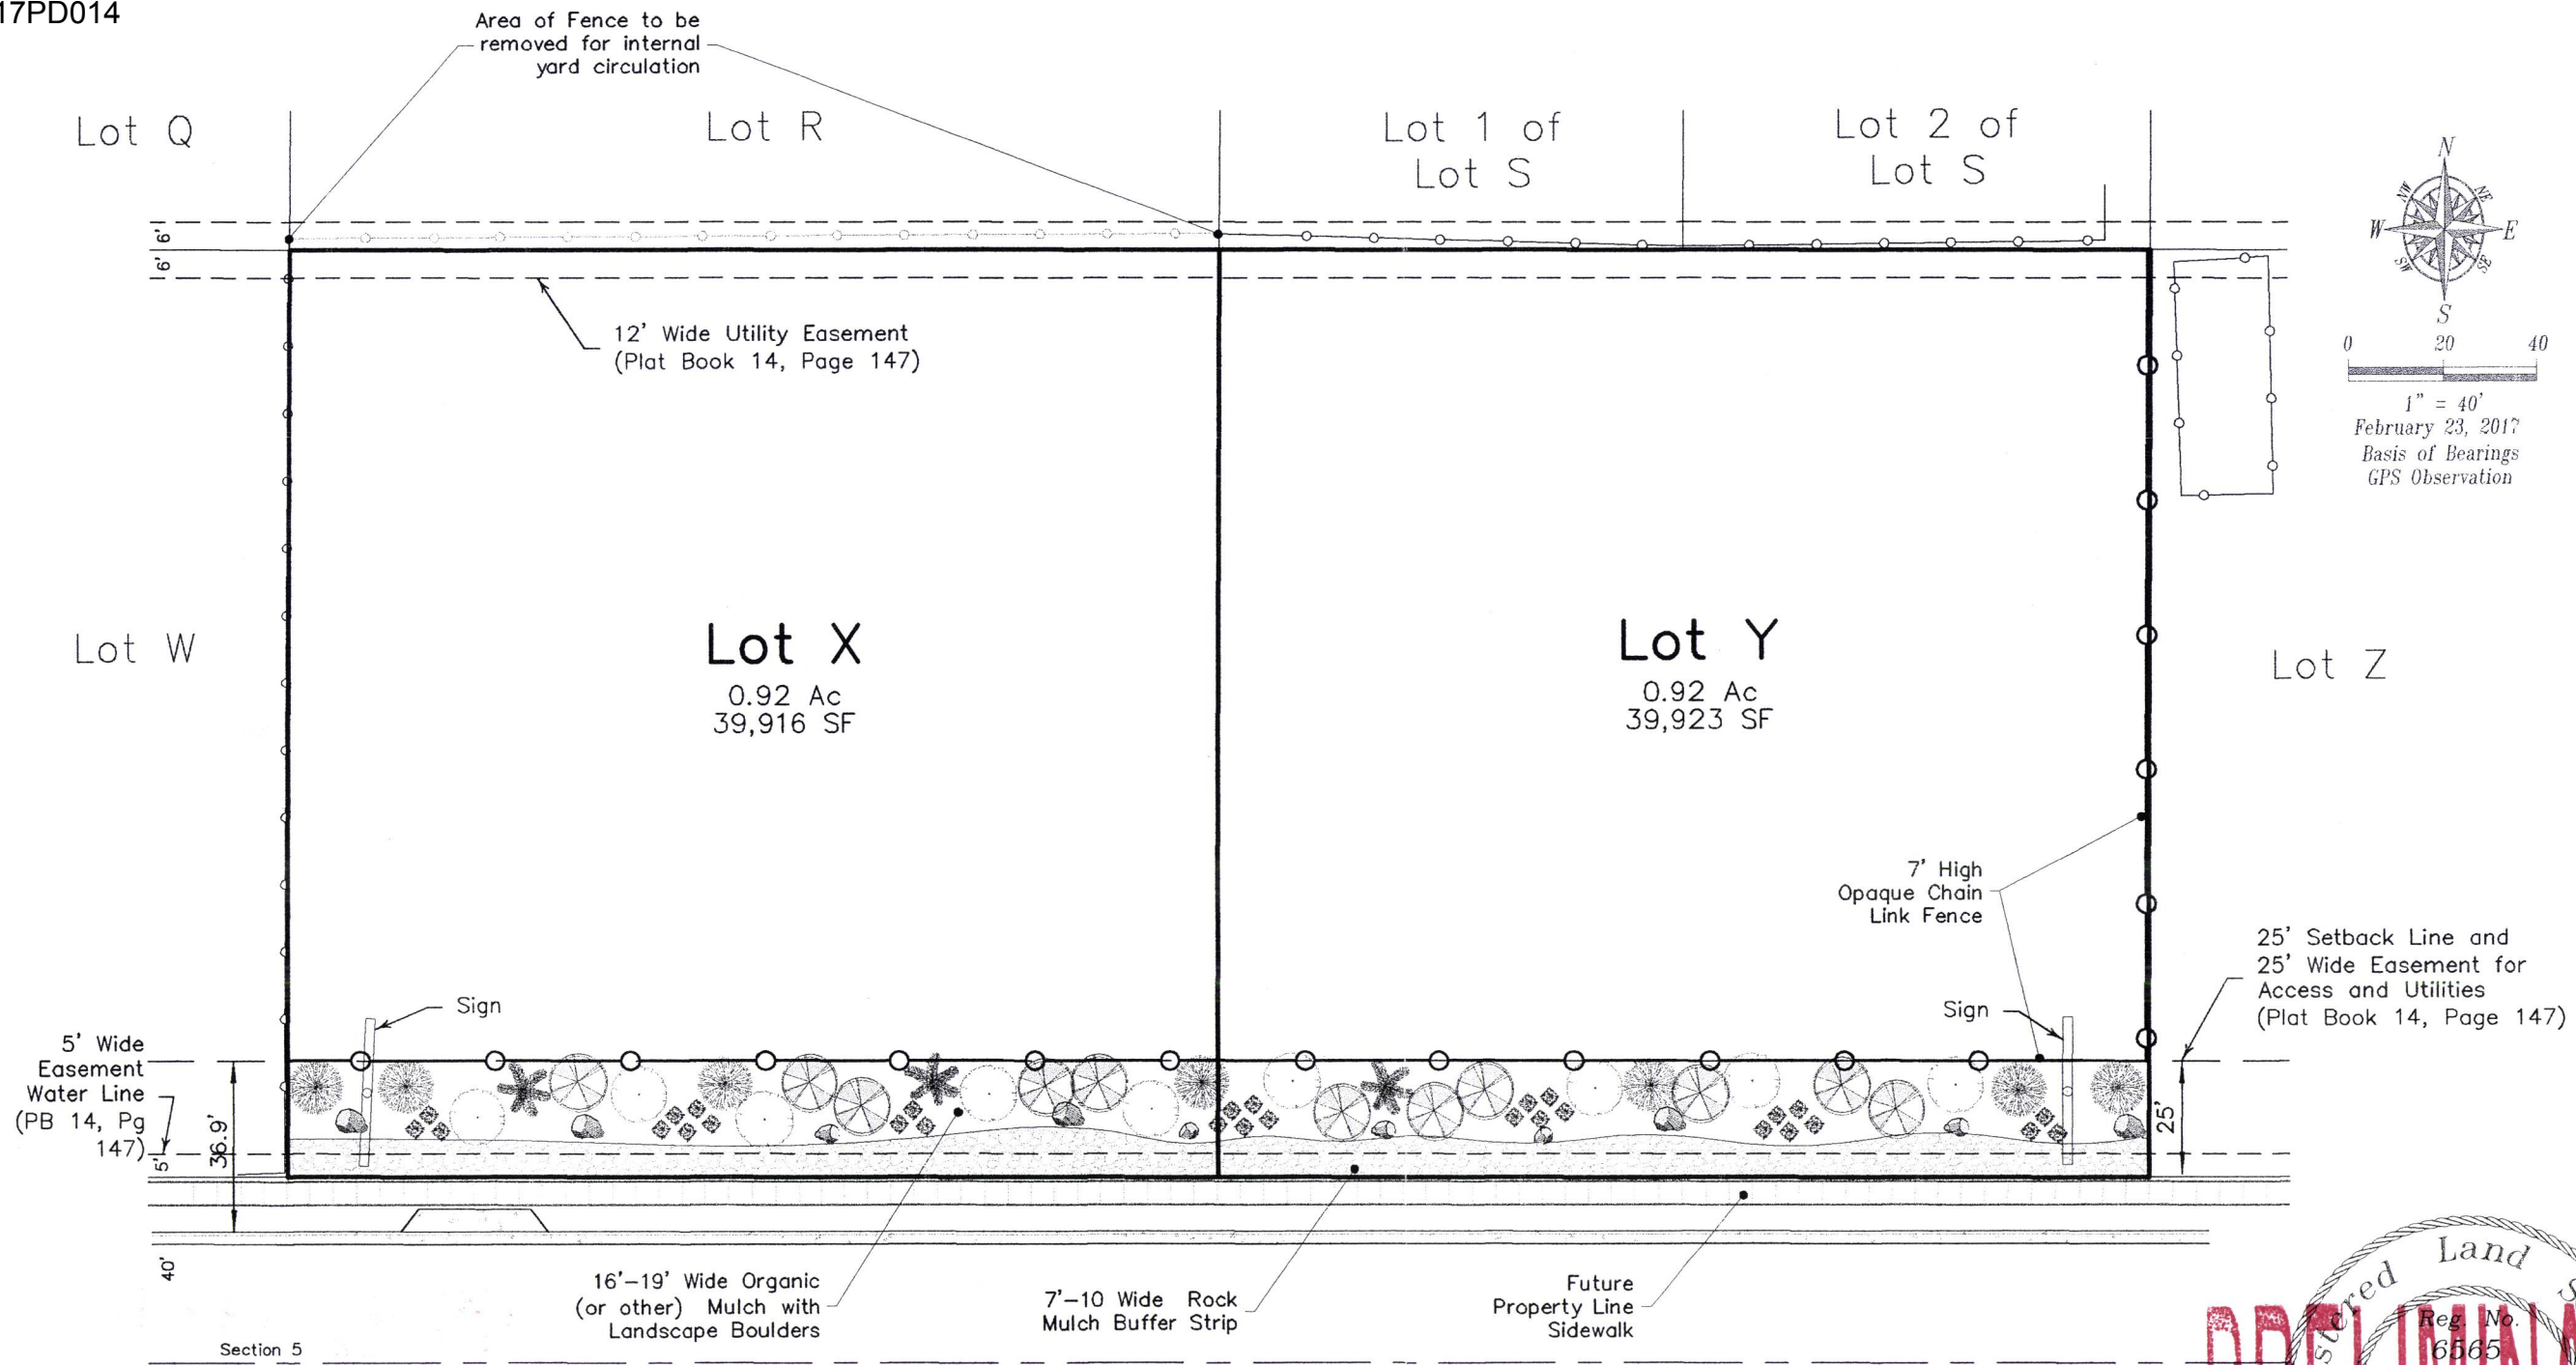 17PD014
Area of Fence to be
removed for internal
yard circulation
Lot Q
Lot R
Lot 1 of
Lot S
Lot 2 of
Lot S
N
NW
NE
W
E
SW
SE
S
6'
6'
12' Wide Utility Easement
(Plat Book 14, Page 147)
0 20 40
1" = 40'
February 23, 2017
Basis of Bearings
GPS Observation
Lot W
Lot X
0.92 Ac
39,916 SF
Lot Y
0.92 Ac
39,923 SF
Lot Z
7' High
Opaque Chain
Link Fence
25' Setback Line and
25' Wide Easement for
Access and Utilities
(Plat Book 14, Page 147)
Sign
Sign
5' Wide
Easement
Water Line
(PB 14, Pg
147)
5'
36.9'
25'
40'
16'-19' Wide Organic
(or other) Mulch with
Landscape Boulders
7'-10 Wide Rock
Mulch Buffer Strip
Future
Property Line
Sidewalk
Section 5
stered Land S
Reg. No.
6565